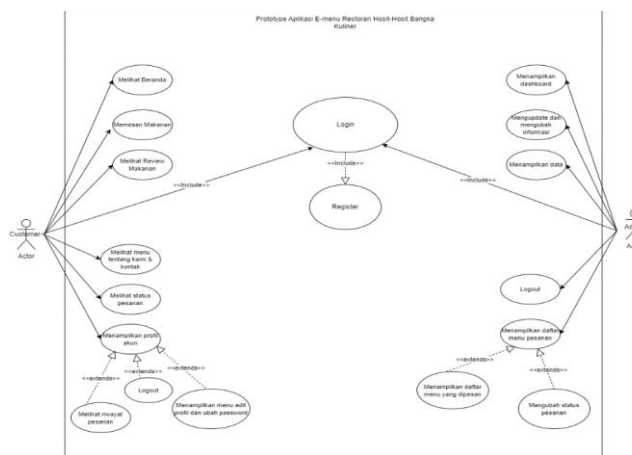 Prototype Aplikasi E-menu Restoran Hosit-Hosit Bangka
Kuliner
Melihat Beranda
Memesan Makanan
Melihat Review
Makanan
Login
<<Include>>
Register
<<Include>>
<<Include>>
Menampilkan
dashboard
Mengupdate dan
mengubah
informasi
Menampilkan data
Customer
Actor
Melihat menu
tentang kami &
kontak
Melihat status
pesanan
Menampilkan profil
akun
<<extends>>
<<extends>>
<<extends>>
Melihat riwayat
pesanan
Logout
Menampilkan menu edit
profil dan ubah password
Logout
Menampilkan daftar
menu pesanan
<<extends>>
<<extends>>
Menampilkan daftar
menu yang dipesan
Mengubah status
pesanan